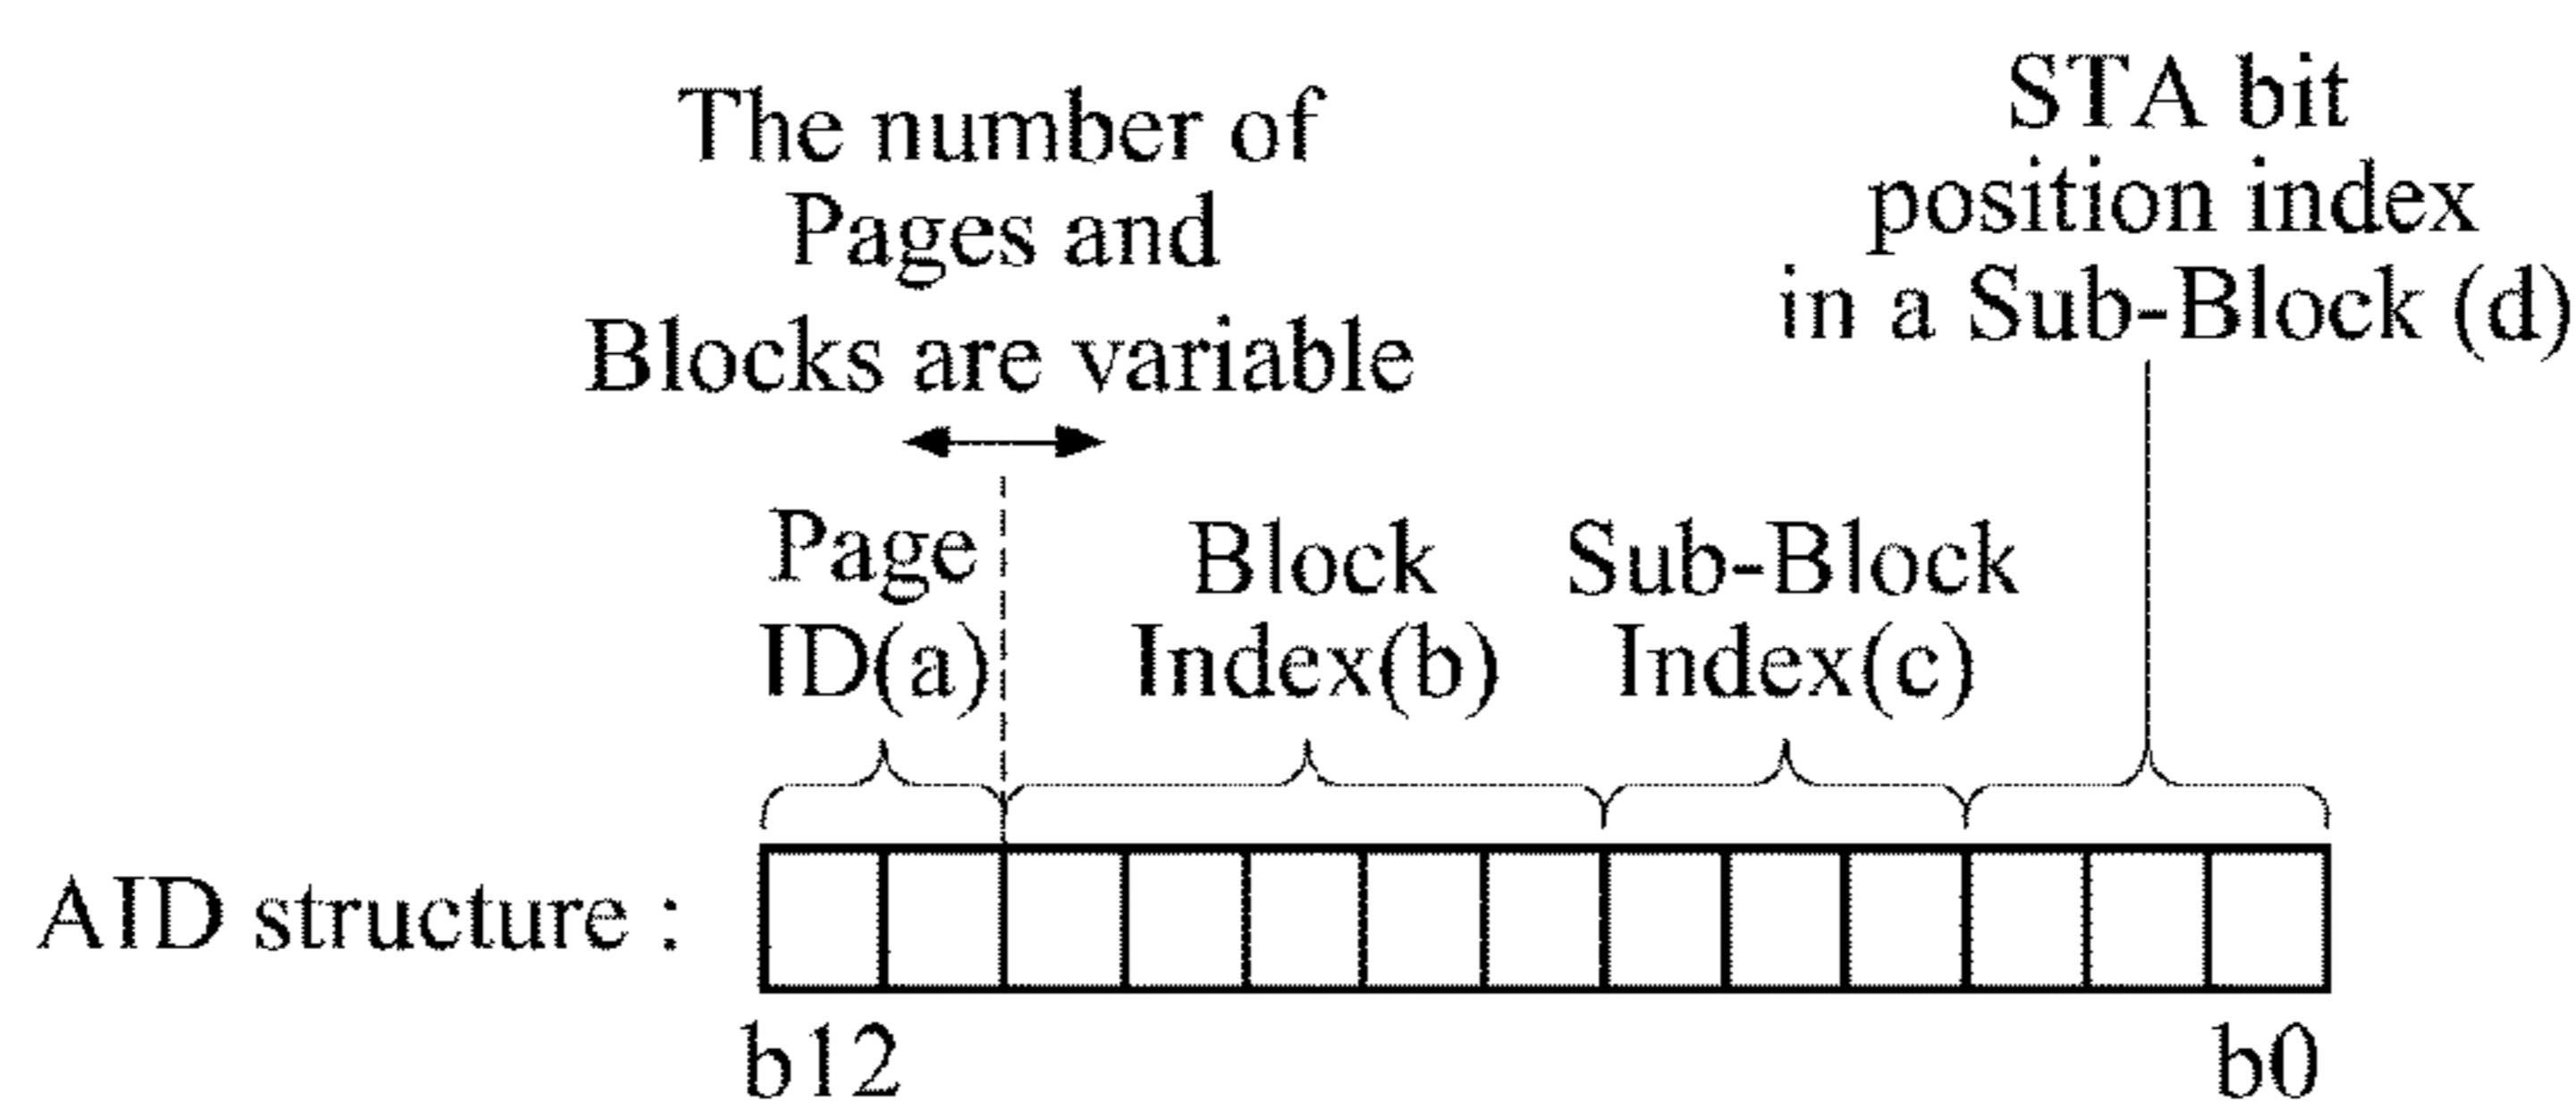 The number of
Pages and
Blocks are variable
STA bit
position index
in a Sub-Block (d)
Page
ID(a)
Block
Index(b)
Sub-Block
Index(c)
AID structure :
b12
b0